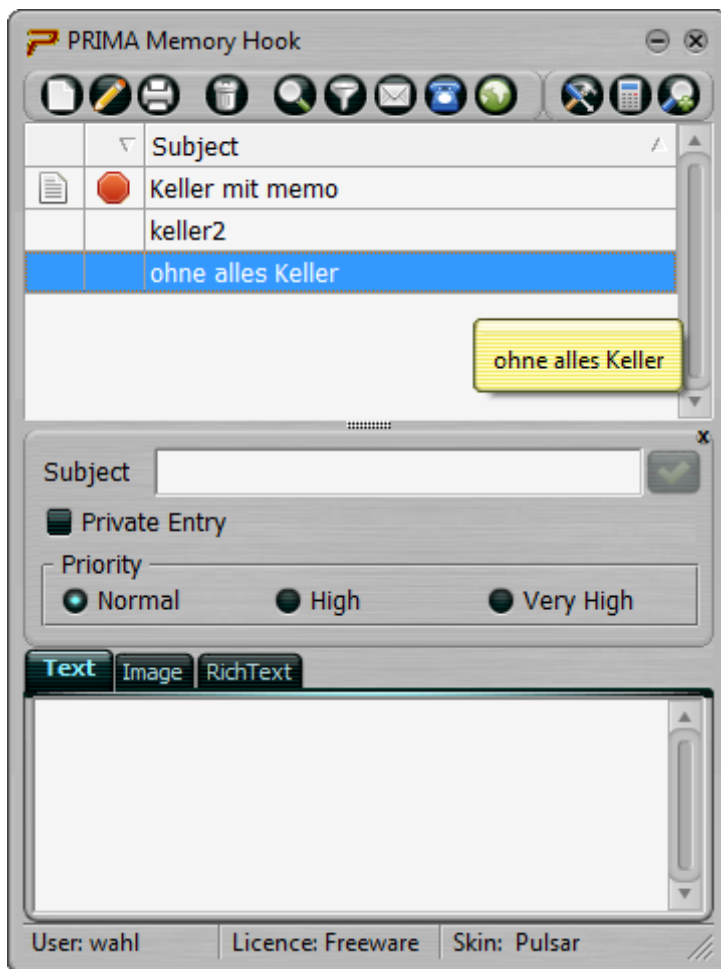 PRIMA Memory Hook
Subject
Keller mit memo
keller2
ohne alles Keller
ohne alles Keller
Subject
Private Entry
Priority
Normal High Very High
Text Image RichText
User: wahl Licence: Freeware Skin: Pulsar